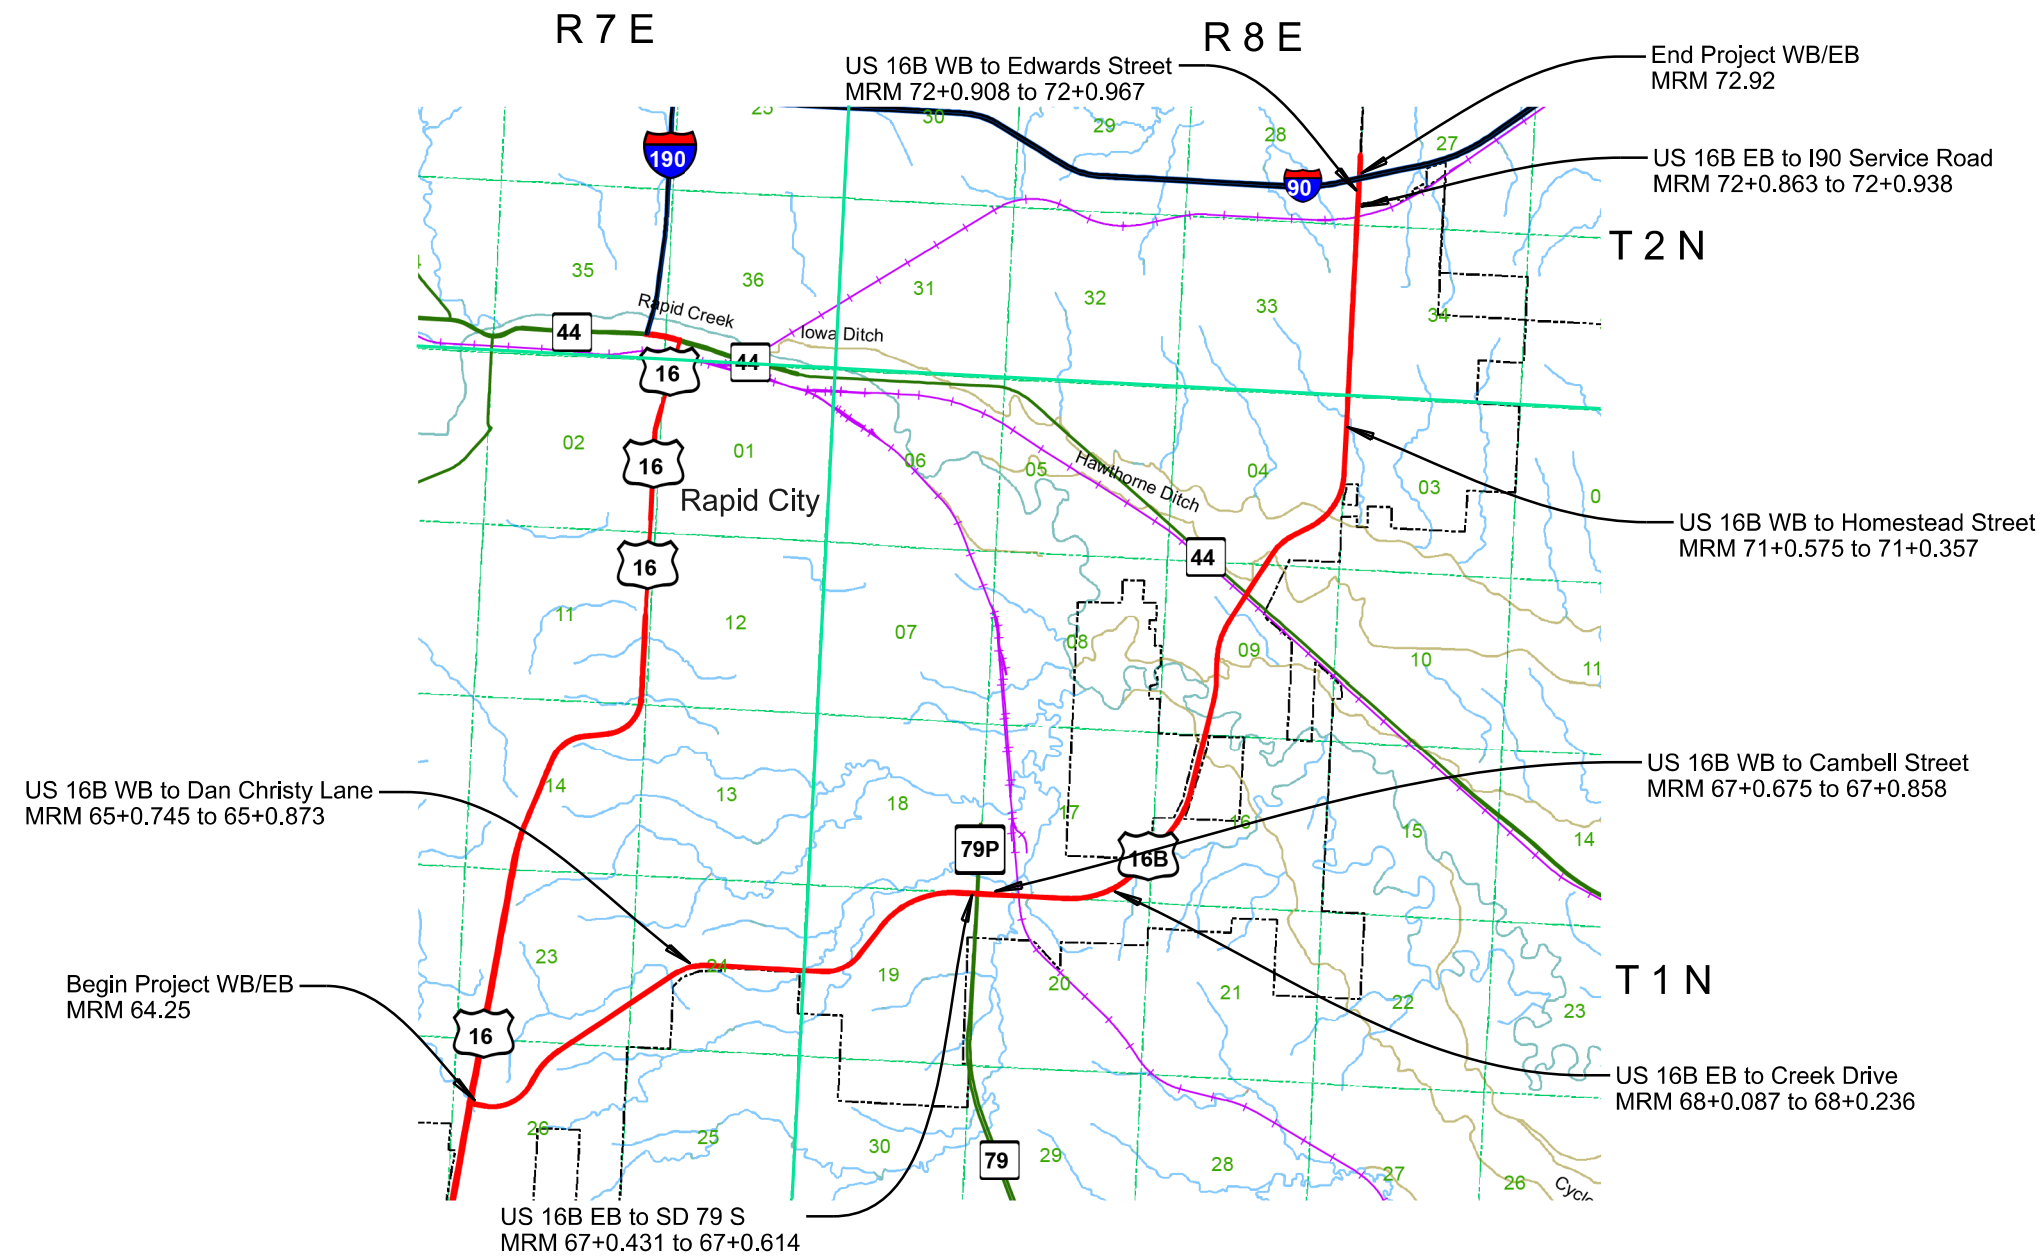 R 7 E
R 8 E
US 16B WB to Edwards Street
MRM 72+0.908 to 72+0.967
End Project WB/EB
MRM 72.92
25
30
29
28
27
190
90
US 16B EB to I90 Service Road
MRM 72+0.863 to 72+0.938
T 2 N
35
36
31
32
33
34
Rapid Creek
Iowa Ditch
44
44
16
02
01
06
05
04
03
0
16
Hawthorne Ditch
Rapid City
US 16B WB to Homestead Street
MRM 71+0.575 to 71+0.357
44
16
11
12
07
08
09
10
11
US 16B WB to Cambell Street
MRM 67+0.675 to 67+0.858
US 16B WB to Dan Christy Lane
MRM 65+0.745 to 65+0.873
14
13
18
17
16
15
14
79P
16B
23
24
19
20
21
22
23
T 1 N
Begin Project WB/EB
MRM 64.25
16
US 16B EB to Creek Drive
MRM 68+0.087 to 68+0.236
26
25
30
29
28
27
26
79
Cycl
US 16B EB to SD 79 S
MRM 67+0.431 to 67+0.614